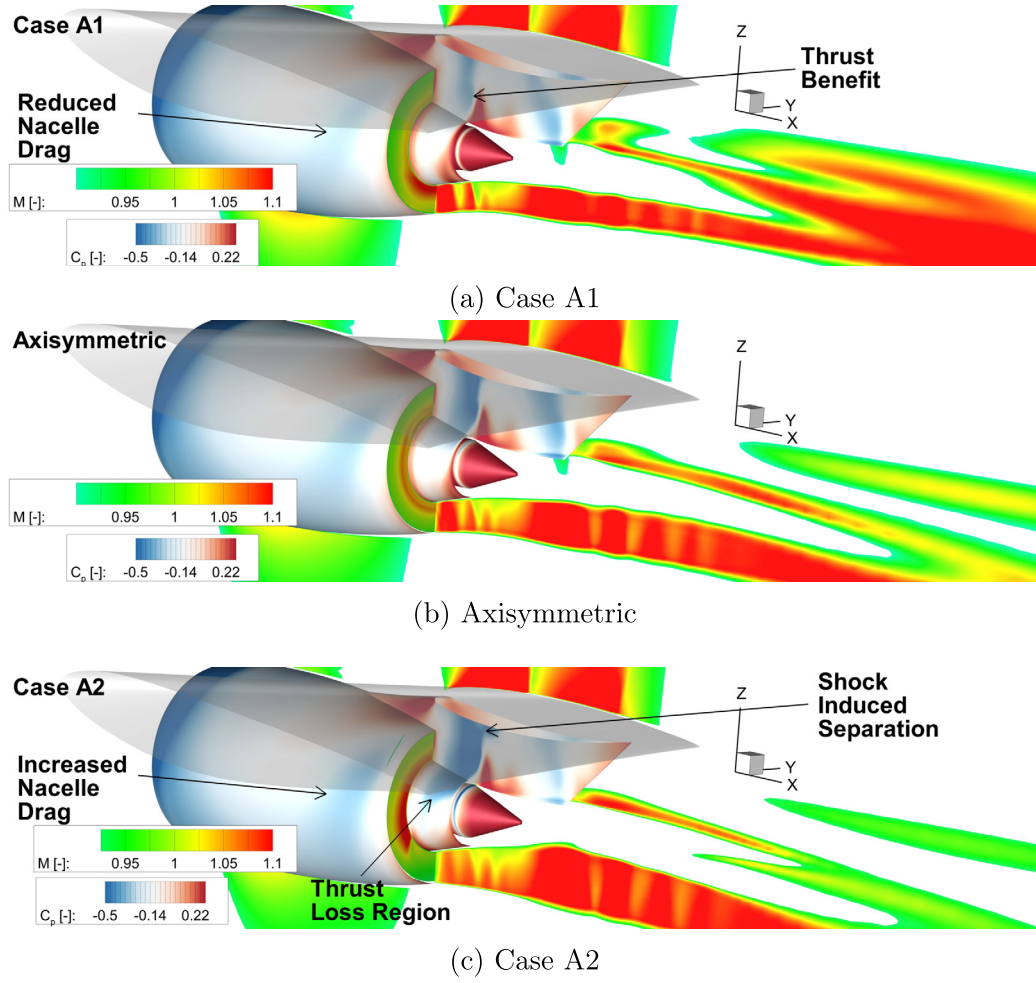 Case A1
Thrust
Benefit
Z
Y
X
Reduced
Nacelle
Drag
M [-]: 0.95 1 1.05 1.1
Cp [-]: -0.5 -0.14 0.22
(a) Case A1
Axisymmetric
Z
Y
X
M [-]: 0.95 1 1.05 1.1
Cp [-]: -0.5 -0.14 0.22
(b) Axisymmetric
Case A2
Shock
Induced
Separation
Z
Y
X
Increased
Nacelle
Drag
M [-]: 0.95 1 1.05 1.1
Thrust
Loss Region
Cp [-]: -0.5 -0.14 0.22
(c) Case A2